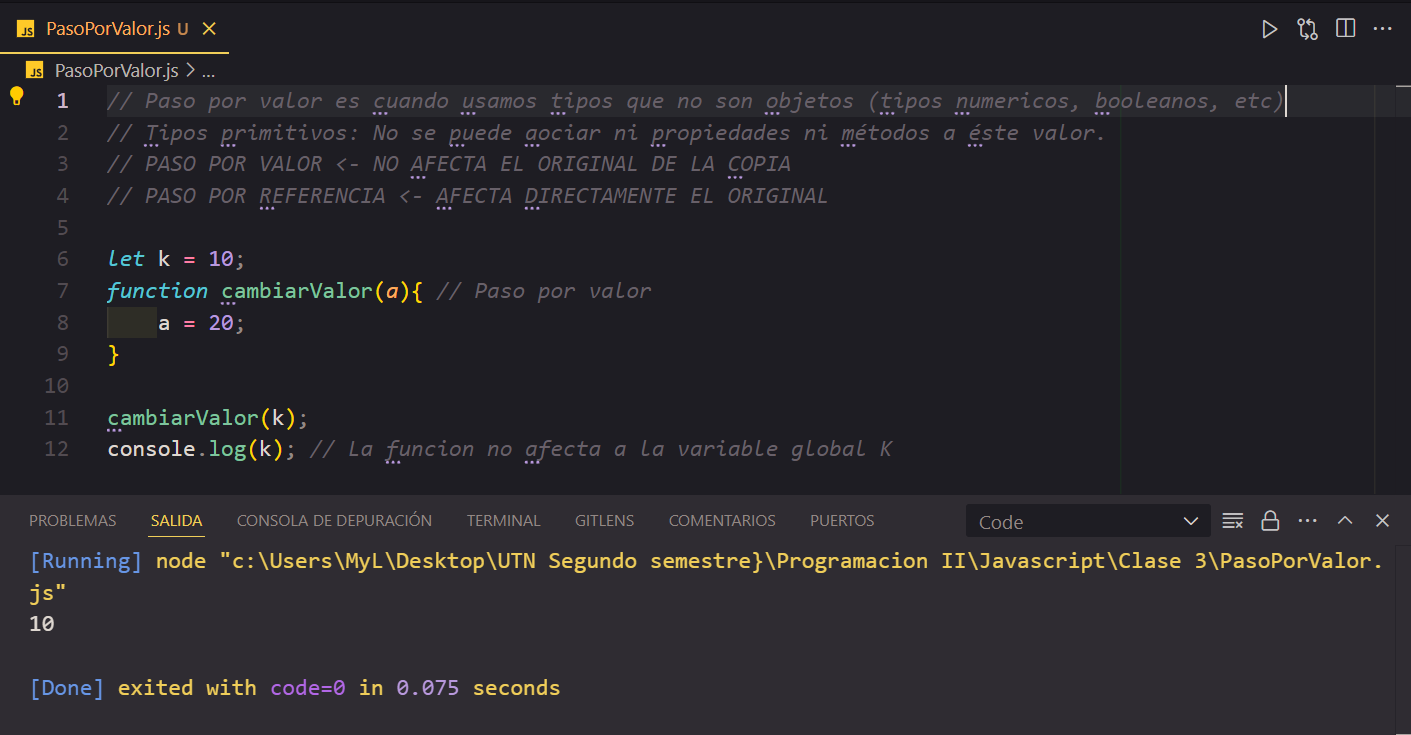 JS PasoPorValor.js U
JS PasoPorValor.js > ...
1 // Paso por valor es cuando usamos tipos que no son objetos (tipos numericos, booleanos, etc)
2 // Tipos primitivos: No se puede aociar ni propiedades ni métodos a éste valor.
3 // PASO POR VALOR <- NO AFECTA EL ORIGINAL DE LA COPIA
4 // PASO POR REFERENCIA <- AFECTA DIRECTAMENTE EL ORIGINAL
5
6 let k = 10;
7 function cambiarValor(a){ // Paso por valor
8 a = 20;
9 }
10
11 cambiarValor(k);
12 console.log(k); // La funcion no afecta a la variable global K
PROBLEMAS SALIDA CONSOLA DE DEPURACIÓN TERMINAL GITLENS COMENTARIOS PUERTOS Code
[Running] node "c:\Users\MyL\Desktop\UTN Segundo semestre}\Programacion II\Javascript\Clase 3\PasoPorValor.
js"
10
[Done] exited with code=0 in 0.075 seconds